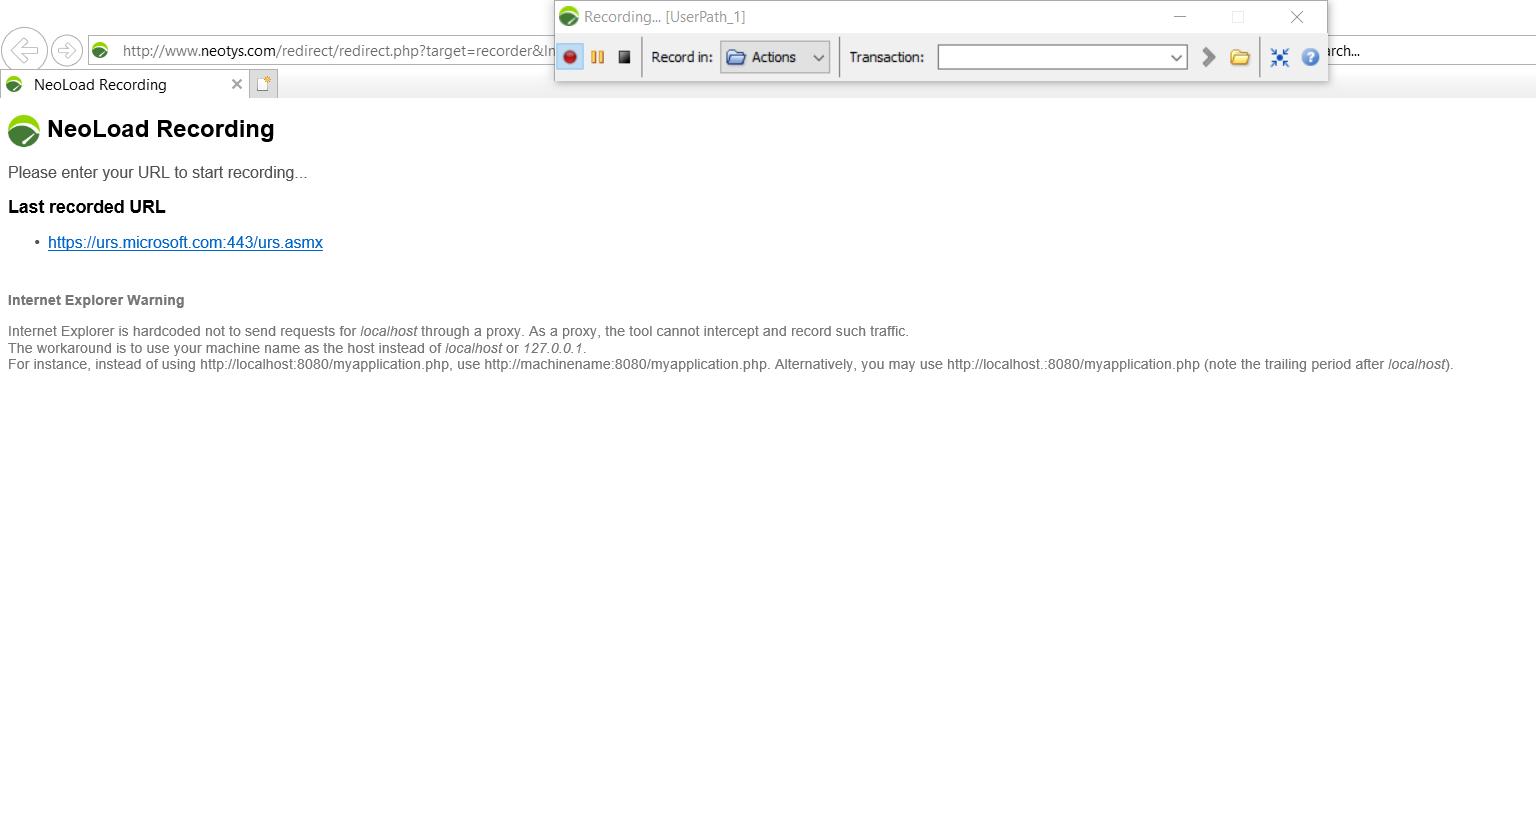 Recording... [UserPath_1]
http://www.neotys.com/redirect/redirect.php?target=recorder&
Record in: Actions Transaction:
NeoLoad Recording
NeoLoad Recording
Please enter your URL to start recording...
Last recorded URL
• https://urs.microsoft.com:443/urs.asmx
Internet Explorer Warning
Internet Explorer is hardcoded not to send requests for localhost through a proxy. As a proxy, the tool cannot intercept and record such traffic.
The workaround is to use your machine name as the host instead of localhost or 127.0.0.1.
For instance, instead of using http://localhost:8080/myapplication.php, use http://machinename:8080/myapplication.php. Alternatively, you may use http://localhost.:8080/myapplication.php (note the trailing period after localhost).